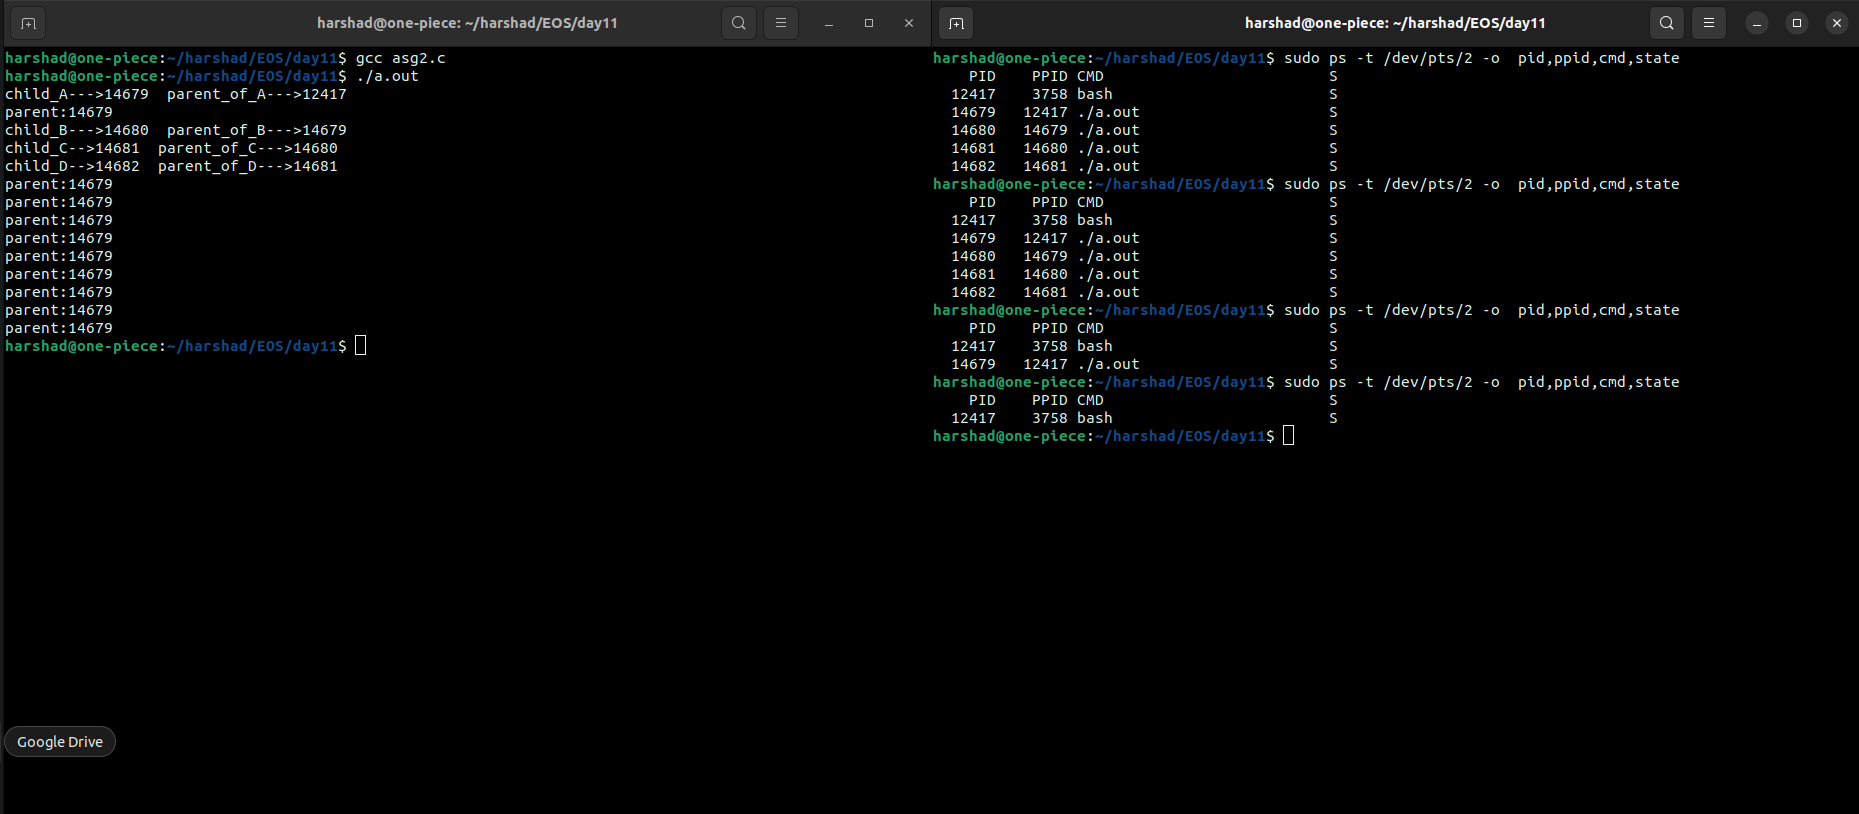 harshad@one-piece: ~/harshad/EOS/day11
harshad@one-piece:~/harshad/EOS/day11$ gcc asg2.c
harshad@one-piece:~/harshad/EOS/day11$ ./a.out
child_A--->14679  parent_of_A--->12417
parent:14679
child_B--->14680  parent_of_B--->14679
child_C-->14681  parent_of_C--->14680
child_D-->14682  parent_of_D--->14681
parent:14679
parent:14679
parent:14679
parent:14679
parent:14679
parent:14679
parent:14679
parent:14679
parent:14679
harshad@one-piece:~/harshad/EOS/day11$
Google Drive
harshad@one-piece: ~/harshad/EOS/day11
harshad@one-piece:~/harshad/EOS/day11$ sudo ps -t /dev/pts/2 -o  pid,ppid,cmd,state
    PID    PPID CMD                         S
  12417    3758 bash                        S
  14679   12417 ./a.out                     S
  14680   14679 ./a.out                     S
  14681   14680 ./a.out                     S
  14682   14681 ./a.out                     S
harshad@one-piece:~/harshad/EOS/day11$ sudo ps -t /dev/pts/2 -o  pid,ppid,cmd,state
    PID    PPID CMD                         S
  12417    3758 bash                        S
  14679   12417 ./a.out                     S
  14680   14679 ./a.out                     S
  14681   14680 ./a.out                     S
  14682   14681 ./a.out                     S
harshad@one-piece:~/harshad/EOS/day11$ sudo ps -t /dev/pts/2 -o  pid,ppid,cmd,state
    PID    PPID CMD                         S
  12417    3758 bash                        S
  14679   12417 ./a.out                     S
harshad@one-piece:~/harshad/EOS/day11$ sudo ps -t /dev/pts/2 -o  pid,ppid,cmd,state
    PID    PPID CMD                         S
  12417    3758 bash                        S
harshad@one-piece:~/harshad/EOS/day11$